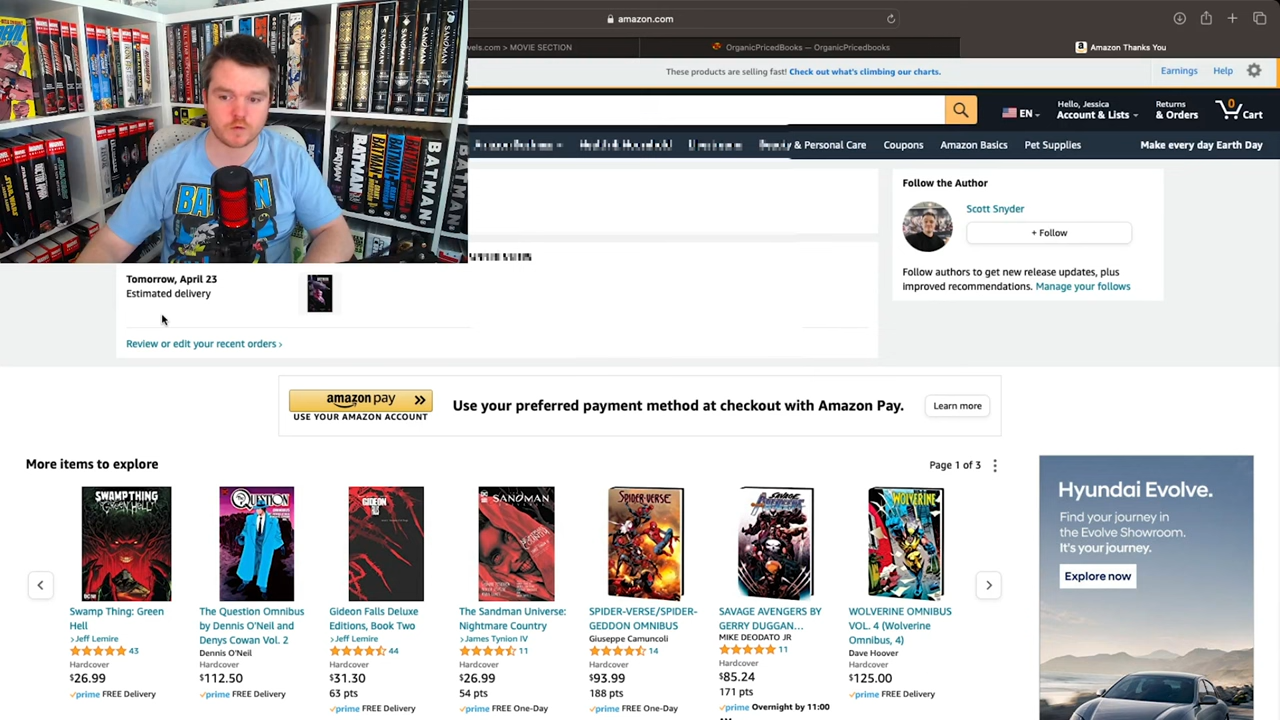 amazon.com
vels.com > MOVIE SECTION
OrganicPricedBooks — OrganicPricedbooks
Amazon Thank You
These products are selling fast! Check out what's climbing our charts.
Earnings
Help
EN
Hello, Jessica
Account & Lists
Returns
& Orders
0
Cart
& Personal Care
Coupons
Amazon Basics
Pet Supplies
Make every day Earth Day
BATMAN
BATMAN
BATMAN
BATMAN
SANDMAN
SANDMAN
Follow the Author
Scott Snyder
+ Follow
Follow authors to get new release updates, plus
improved recommendations. Manage your follows
Tomorrow, April 23
Estimated delivery
Review or edit your recent orders ›
amazon pay
USE YOUR AMAZON ACCOUNT
Use your preferred payment method at checkout with Amazon Pay.
Learn more
More items to explore
Page 1 of 3
SWAMP THING
GREEN HELL
QUESTION
GIDEON
SANDMAN
SPIDER-VERSE
SAVAGE
AVENGERS
WOLVERINE
Swamp Thing: Green
Hell
›Jeff Lemire
43
Hardcover
$26.99
prime FREE Delivery
The Question Omnibus
by Dennis O'Neil and
Denys Cowan Vol. 2
Dennis O'Neil
Hardcover
$112.50
prime FREE Delivery
Gideon Falls Deluxe
Editions, Book Two
›Jeff Lemire
44
Hardcover
$31.30
63 pts
prime FREE Delivery
The Sandman Universe:
Nightmare Country
›James Tynion IV
11
Hardcover
$26.99
54 pts
prime FREE One-Day
SPIDER-VERSE/SPIDER-
GEDDON OMNIBUS
Giuseppe Camuncoli
14
Hardcover
$93.99
188 pts
prime FREE One-Day
SAVAGE AVENGERS BY
GERRY DUGGAN...
MIKE DEODATO JR
11
Hardcover
$85.24
171 pts
prime Overnight by 11:00
WOLVERINE OMNIBUS
VOL. 4 (Wolverine
Omnibus, 4)
Dave Hoover
Hardcover
$125.00
prime FREE Delivery
Hyundai Evolve.
Find your journey in
the Evolve Showroom.
It's your journey.
Explore now